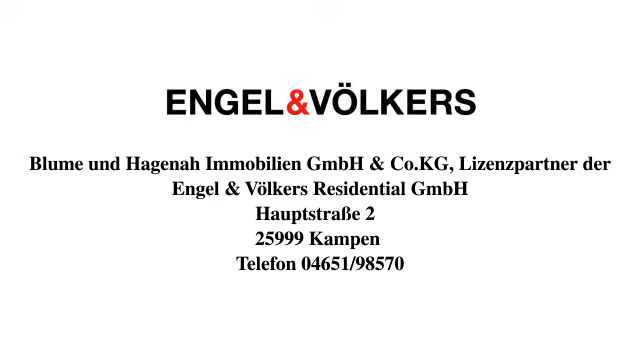 ENGEL&VÖLKERS
Blume und Hagenah Immobilien GmbH & Co.KG, Lizenzpartner der
Engel & Völkers Residential GmbH
Hauptstraße 2
25999 Kampen
Telefon 04651/98570